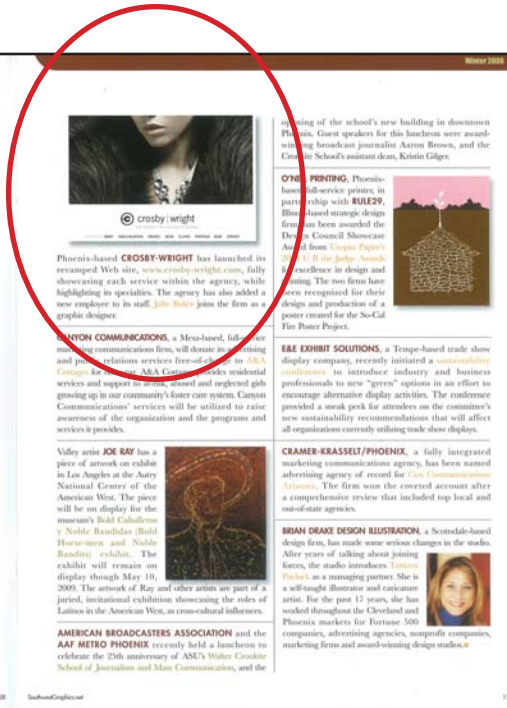 Winter 2008
crosby | wright
Phoenix-based CROSBY-WRIGHT has launched its
revamped Web site, www.crosby-wright.com, fully
showcasing each service within the agency, while
highlighting its specialties. The agency has also added a
new employee to its staff. Julie Baker joins the firm as a
graphic designer.
CANYON COMMUNICATIONS, a Mesa-based, full-service
marketing communications firm, will donate its advertising
and public relations services free-of-charge to A&A
Cottages for one year. A&A Cottages provides residential
services and support to at-risk, abused and neglected girls
growing up in our community's foster care system. Canyon
Communications' services will be utilized to raise
awareness of the organization and the programs and
services it provides.
Valley artist JOE RAY has a
piece of artwork on exhibit
in Los Angeles at the Autry
National Center of the
American West. The piece
will be on display for the
museum's Bold Caballeros
y Noble Bandidas (Bold
Horse-men and Noble
Bandits) exhibit. The
exhibit will remain on
display though May 10,
2009. The artwork of Ray and other artists are part of a
juried, invitational exhibition showcasing the roles of
Latinos in the American West, as cross-cultural influences.
AMERICAN BROADCASTERS ASSOCIATION and the
AAF METRO PHOENIX recently held a luncheon to
celebrate the 25th anniversary of ASU's Walter Cronkite
School of Journalism and Mass Communication, and the
opening of the school's new building in downtown
Phoenix. Guest speakers for this luncheon were award-
winning broadcast journalist Aaron Brown, and the
Cronkite School's assistant dean, Kristin Gilger.
O'NEIL PRINTING, Phoenix-
based full-service printer, in
partnership with RULE29,
Illinois-based strategic design
firm, has been awarded the
Design Council Showcase
Award from Utopia Paper's
2008 U B the Judge Awards
for excellence in design and
printing. The two firms have
been recognized for their
design and production of a
poster created for the So-Cal
Fire Poster Project.
E&E EXHIBIT SOLUTIONS, a Tempe-based trade show
display company, recently initiated a sustainability
conference to introduce industry and business
professionals to new "green" options in an effort to
encourage alternative display activities. The conference
provided a sneak peek for attendees on the committee's
new sustainability recommendations that will affect
all organizations currently utilizing trade show displays.
CRAMER-KRASSELT/PHOENIX, a fully integrated
marketing communications agency, has been named
advertising agency of record for Cox Communications
Arizona. The firm won the coveted account after
a comprehensive review that included top local and
out-of-state agencies.
BRIAN DRAKE DESIGN ILLUSTRATION, a Scottsdale-based
design firm, has made some serious changes in the studio.
After years of talking about joining
forces, the studio introduces Tamara
as a managing partner. She is
a self-taught illustrator and caricature
artist. For the past 17 years, she has
worked throughout the Cleveland and
Phoenix markets for Fortune 500
companies, advertising agencies, nonprofit companies,
marketing firms and award-winning design studios.
SouthwestGraphics.net